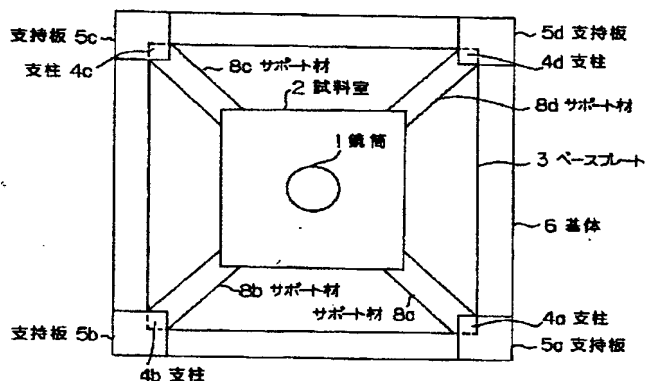 支持板 5c
5d 支持板
支柱 4c
8c サポート材
4d 支柱
2 試料室
8d サポート材
1 鏡筒
3 ベースプレート
6 基体
8b サポート材
サポート材 8a
4a 支柱
支持板 5b
5a 支持板
4b 支柱